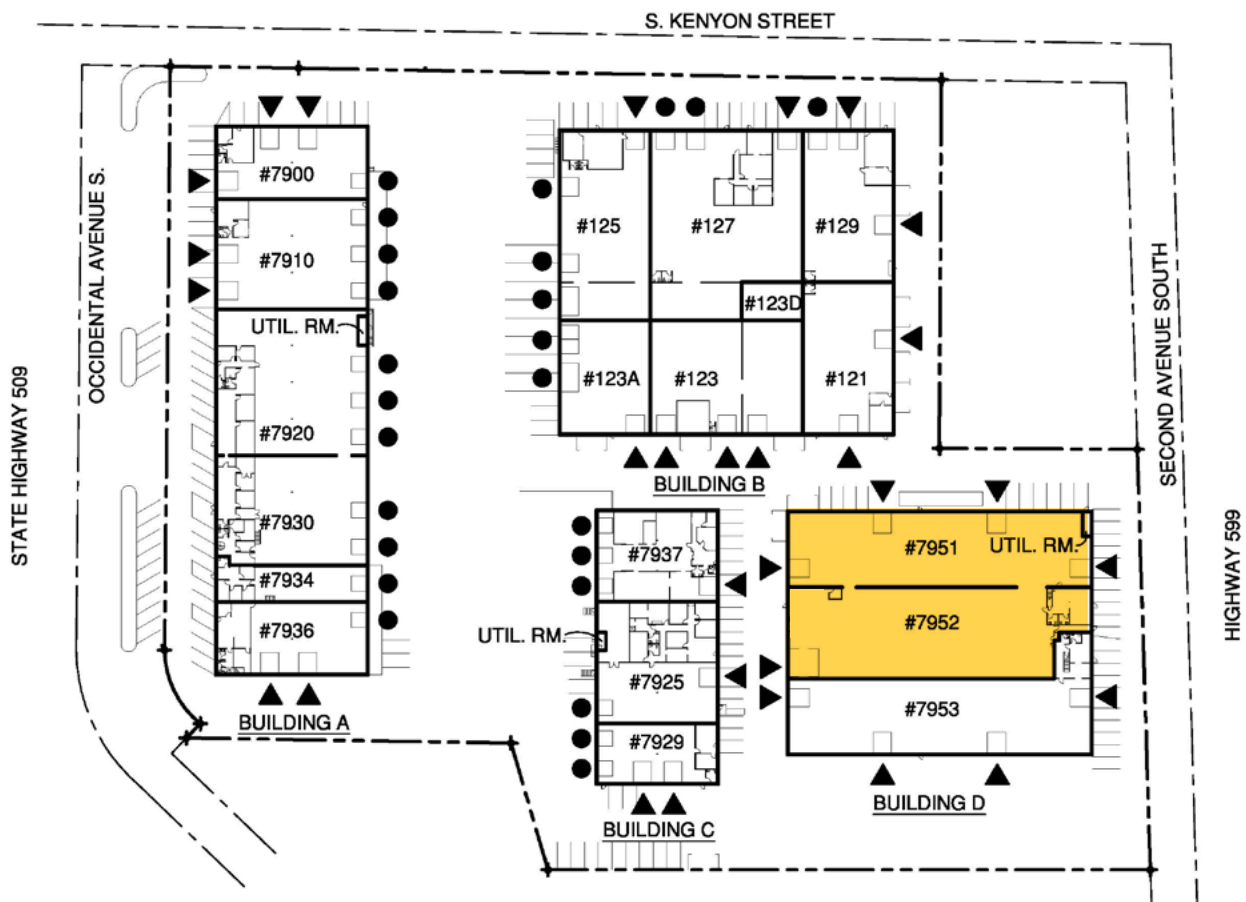 S. KENYON STREET
STATE HIGHWAY 509
OCCIDENTAL AVENUE S.
#7900
#7910
UTIL. RM.
#7920
#7930
#7934
#7936
BUILDING A
#125
#127
#129
#123D
#123A
#123
#121
BUILDING B
#7937
UTIL. RM.
#7925
#7929
BUILDING C
#7951
UTIL. RM.
#7952
#7953
BUILDING D
SECOND AVENUE SOUTH
HIGHWAY 599